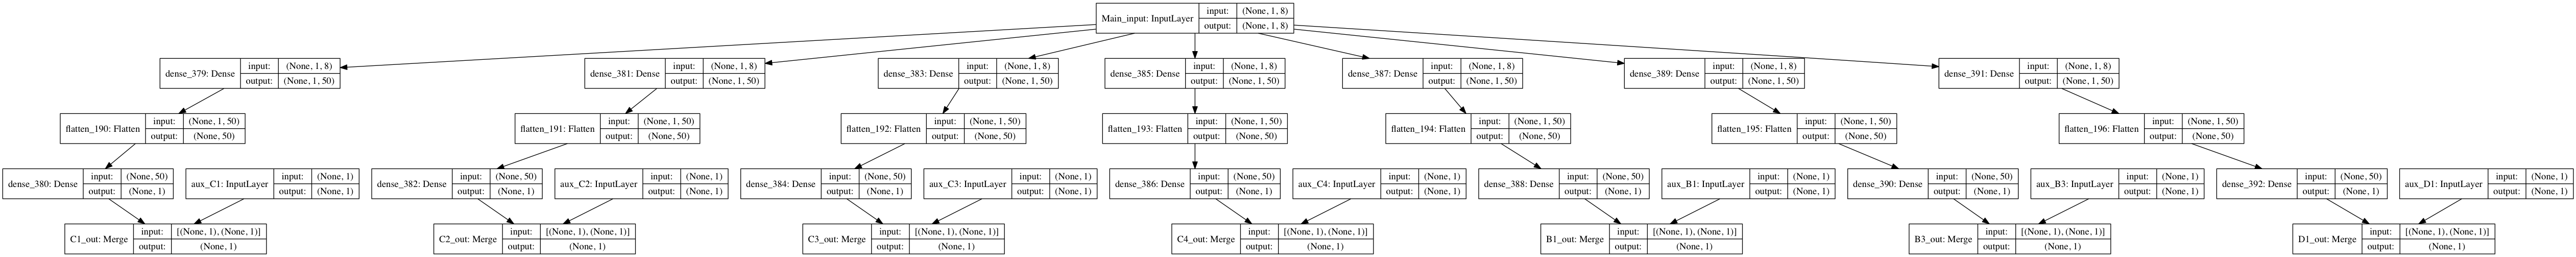 Main_input: InputLayer input: (None, 1, 8)
output: (None, 1, 8)
dense_379: Dense input: (None, 1, 8)
output: (None, 1, 50)
dense_381: Dense input: (None, 1, 8)
output: (None, 1, 50)
dense_383: Dense input: (None, 1, 8)
output: (None, 1, 50)
dense_385: Dense input: (None, 1, 8)
output: (None, 1, 50)
dense_387: Dense input: (None, 1, 8)
output: (None, 1, 50)
dense_389: Dense input: (None, 1, 8)
output: (None, 1, 50)
dense_391: Dense input: (None, 1, 8)
output: (None, 1, 50)
flatten_190: Flatten input: (None, 1, 50)
output: (None, 50)
flatten_191: Flatten input: (None, 1, 50)
output: (None, 50)
flatten_192: Flatten input: (None, 1, 50)
output: (None, 50)
flatten_193: Flatten input: (None, 1, 50)
output: (None, 50)
flatten_194: Flatten input: (None, 1, 50)
output: (None, 50)
flatten_195: Flatten input: (None, 1, 50)
output: (None, 50)
flatten_196: Flatten input: (None, 1, 50)
output: (None, 50)
dense_380: Dense input: (None, 50)
output: (None, 1)
aux_C1: InputLayer input: (None, 1)
output: (None, 1)
dense_382: Dense input: (None, 50)
output: (None, 1)
aux_C2: InputLayer input: (None, 1)
output: (None, 1)
dense_384: Dense input: (None, 50)
output: (None, 1)
aux_C3: InputLayer input: (None, 1)
output: (None, 1)
dense_386: Dense input: (None, 50)
output: (None, 1)
aux_C4: InputLayer input: (None, 1)
output: (None, 1)
dense_388: Dense input: (None, 50)
output: (None, 1)
aux_B1: InputLayer input: (None, 1)
output: (None, 1)
dense_390: Dense input: (None, 50)
output: (None, 1)
aux_B3: InputLayer input: (None, 1)
output: (None, 1)
dense_392: Dense input: (None, 50)
output: (None, 1)
aux_D1: InputLayer input: (None, 1)
output: (None, 1)
C1_out: Merge input: [(None, 1), (None, 1)]
output: (None, 1)
C2_out: Merge input: [(None, 1), (None, 1)]
output: (None, 1)
C3_out: Merge input: [(None, 1), (None, 1)]
output: (None, 1)
C4_out: Merge input: [(None, 1), (None, 1)]
output: (None, 1)
B1_out: Merge input: [(None, 1), (None, 1)]
output: (None, 1)
B3_out: Merge input: [(None, 1), (None, 1)]
output: (None, 1)
D1_out: Merge input: [(None, 1), (None, 1)]
output: (None, 1)